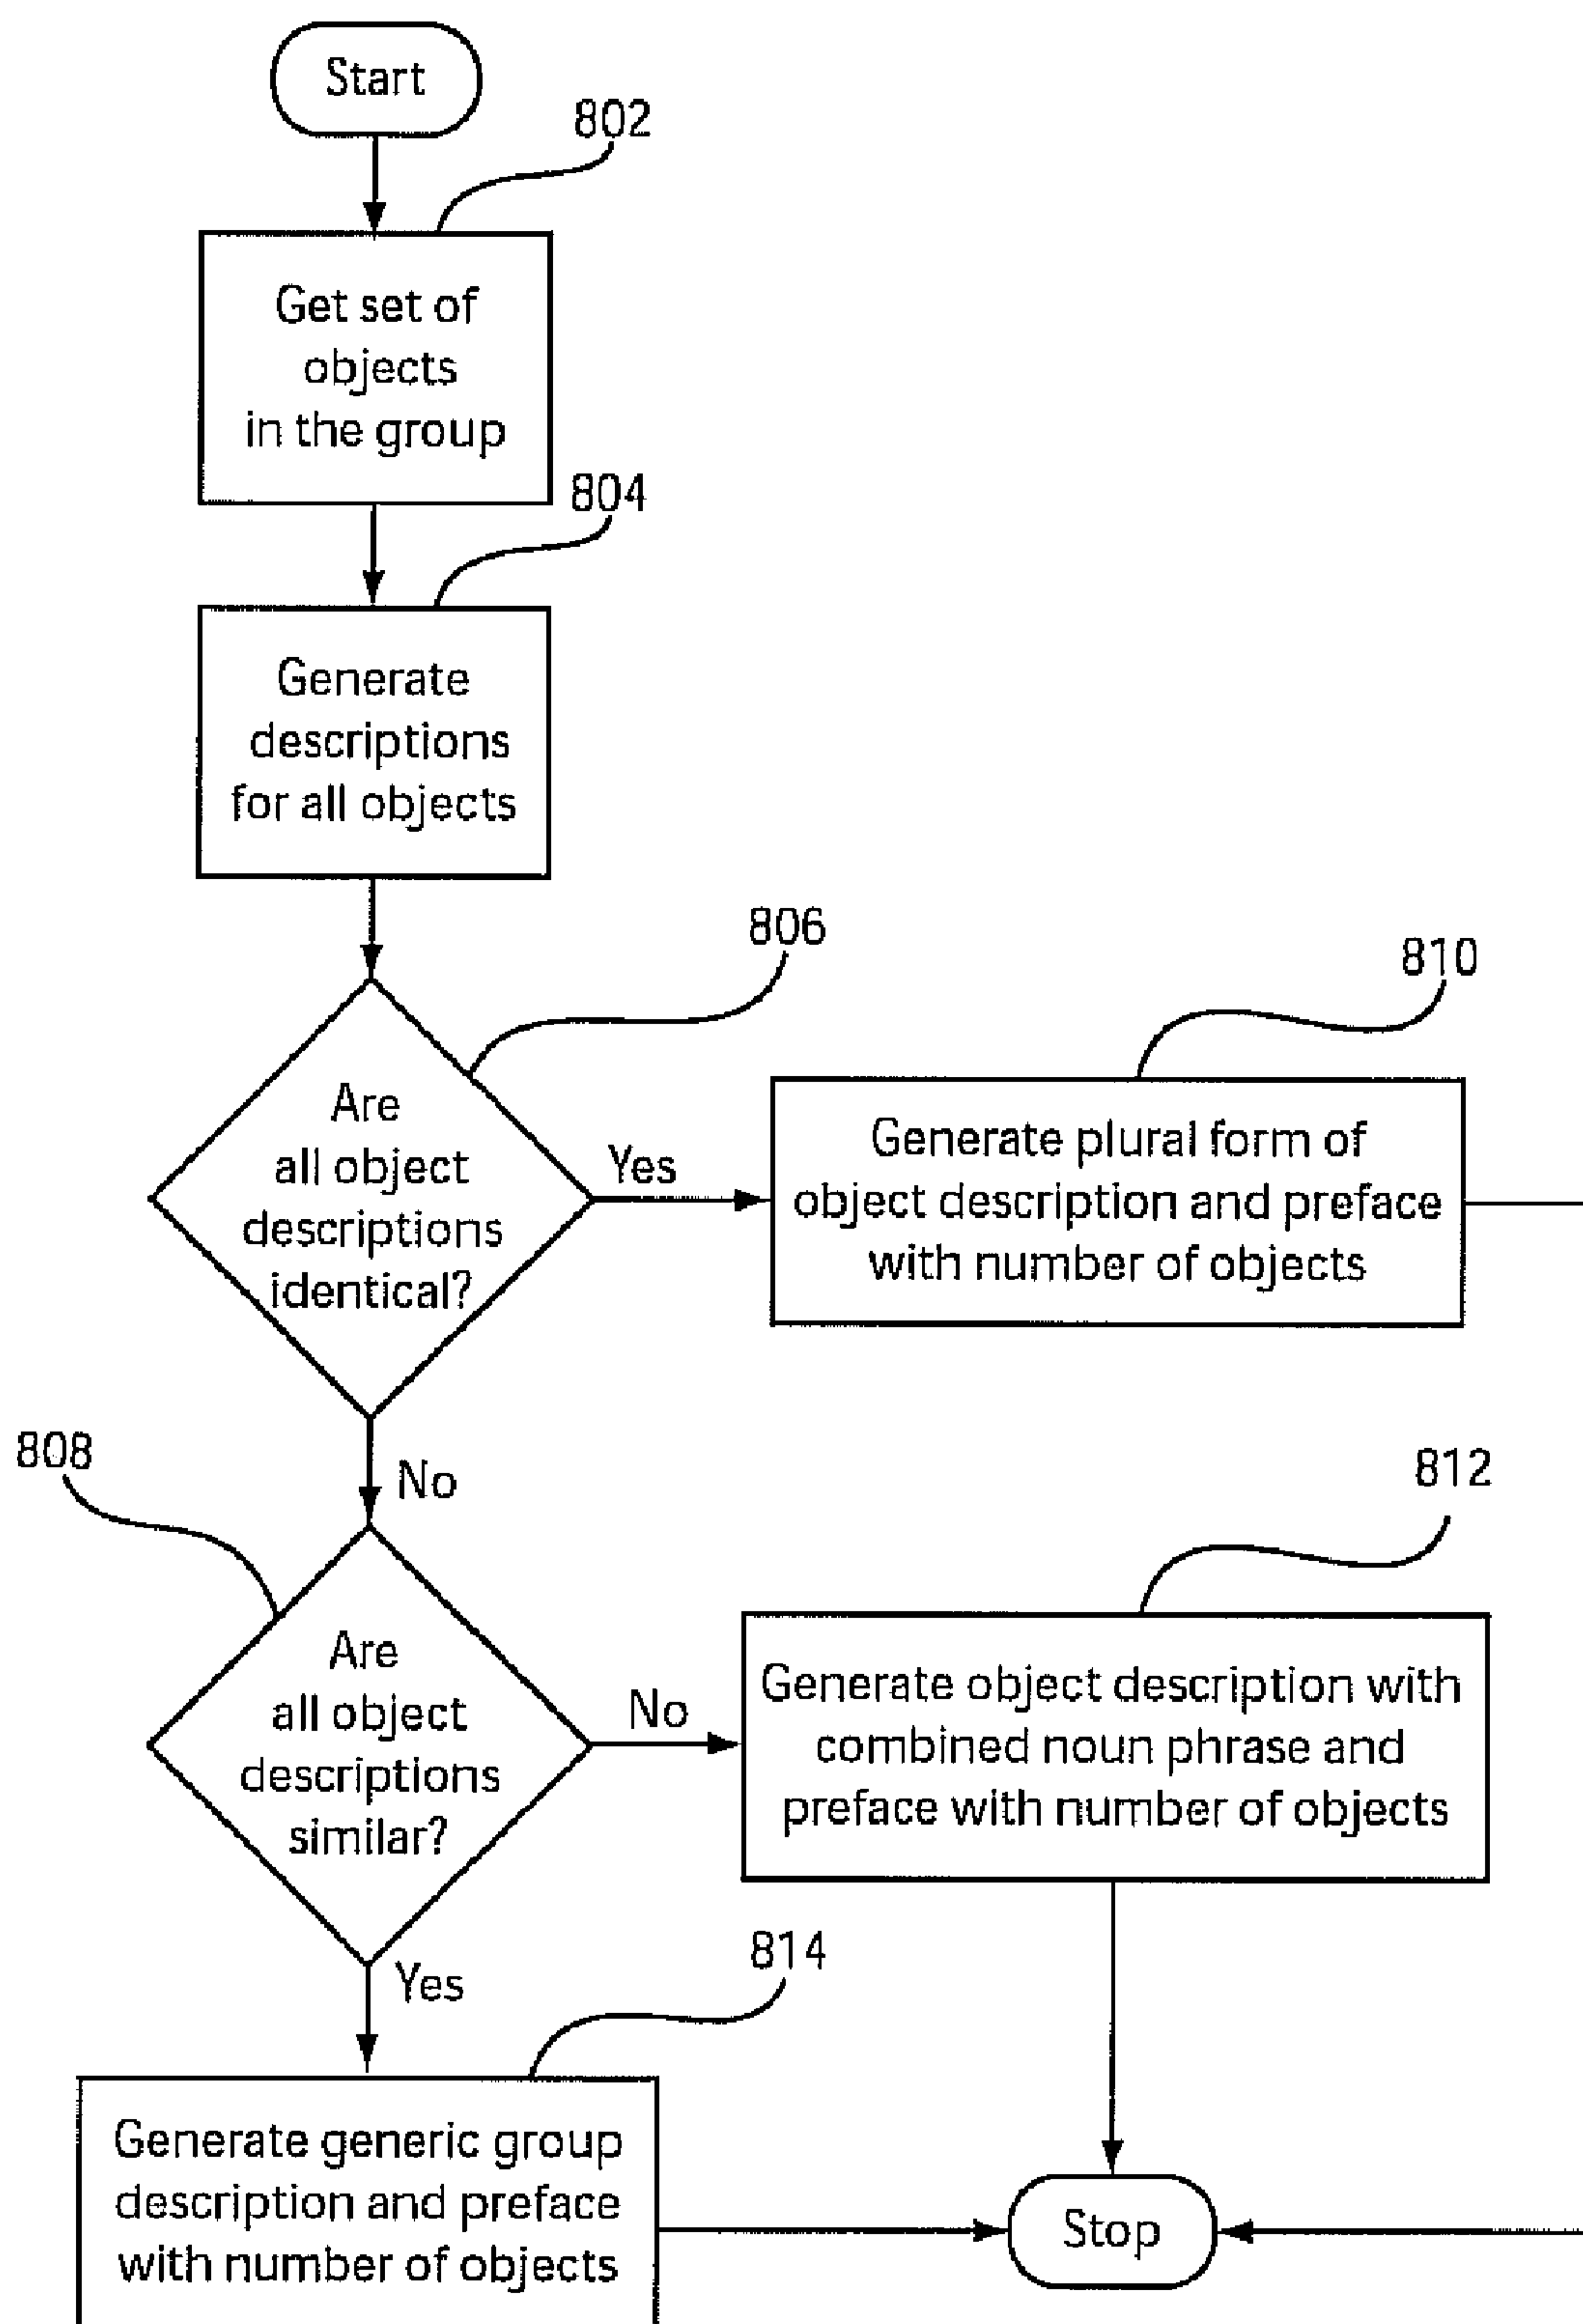 Start
802
Get set of
objects
in the group
804
Generate
descriptions
for all objects
806
Are
all object
descriptions
identical?
Yes
810
Generate plural form of
object description and preface
with number of objects
No
808
Are
all object
descriptions
similar?
No
812
Generate object description with
combined noun phrase and
preface with number of objects
Yes
814
Generate generic group
description and preface
with number of objects
Stop